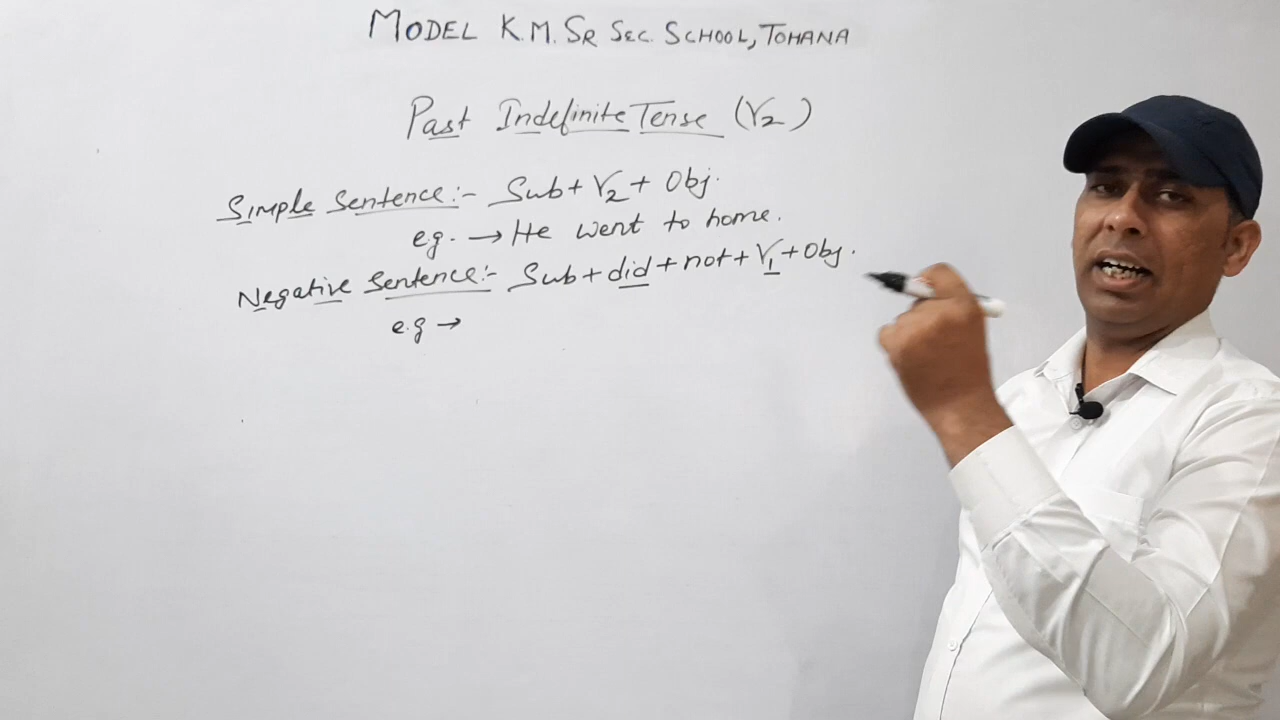 MODEL K.M. SR SEC. SCHOOL, TOHANA
Past Indefinite Tense (V2)
Simple Sentence:- Sub + V2 + Obj.
e.g. → He went to home.
Negative Sentence:- Sub + did + not + V1 + Obj.
e.g →